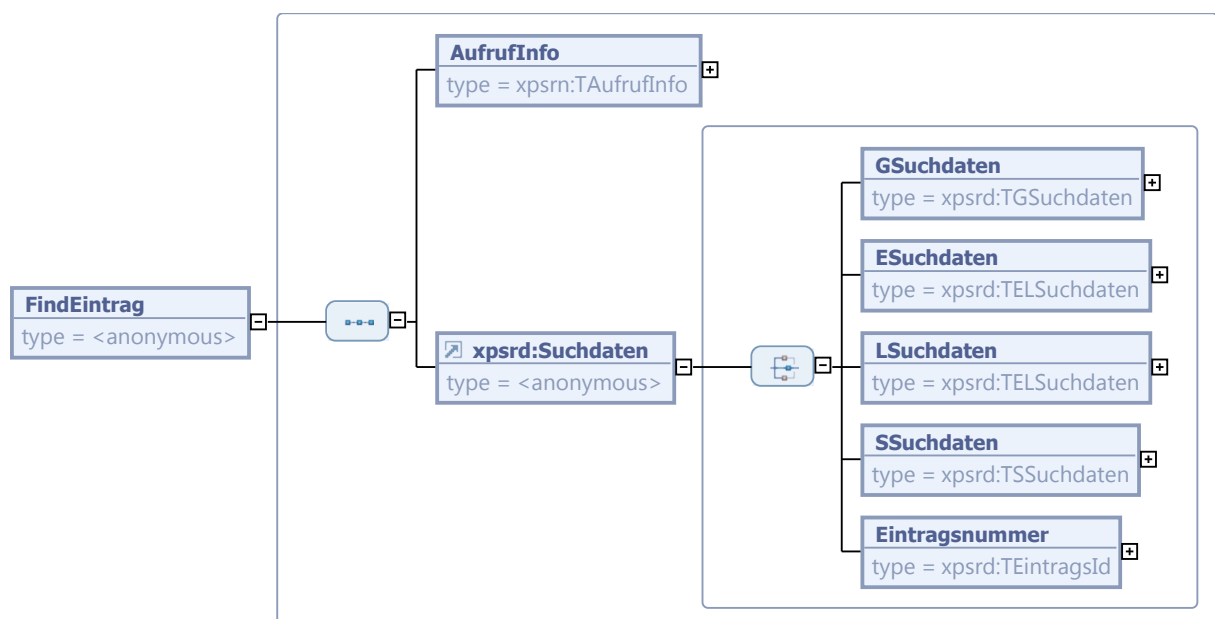 AufrufInfo
type = xpsrn:TAufrufInfo
GSuchdaten
type = xpsrd:TGSuchdaten
ESuchdaten
type = xpsrd:TELSuchdaten
FindEintrag
type = <anonymous>
xpsrd:Suchdaten
type = <anonymous>
LSuchdaten
type = xpsrd:TELSuchdaten
SSuchdaten
type = xpsrd:TSSuchdaten
Eintragsnummer
type = xpsrd:TEintragsId